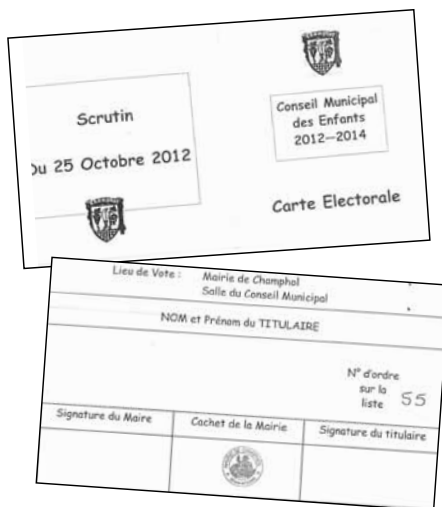 Scrutin
Du 25 Octobre 2012
Conseil Municipal
des Enfants
2012—2014
Carte Electorale
Lieu de Vote : Mairie de Champhol
Salle du Conseil Municipal
NOM et Prénom du TITULAIRE
N° d'ordre
sur la
liste 55
Signature du Maire
Cachet de la Mairie
Signature du titulaire